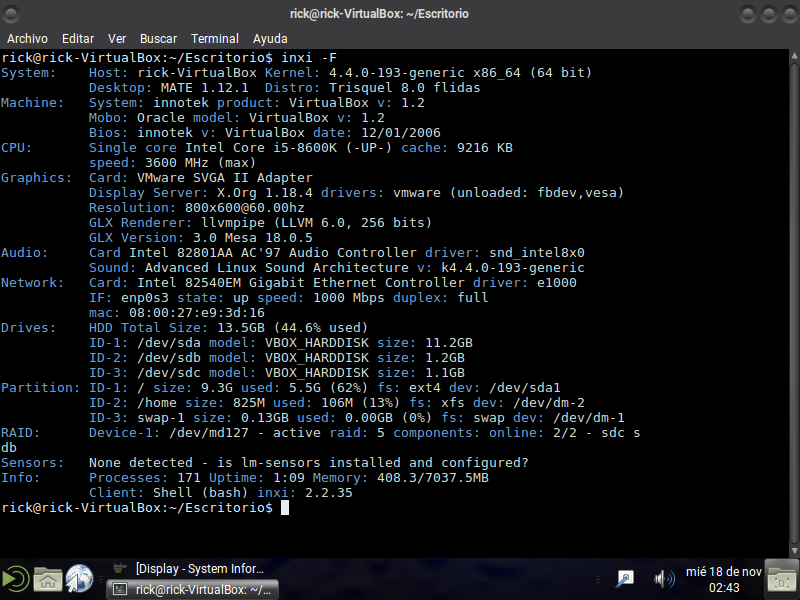 rick@rick-VirtualBox: ~/Escritorio
Archivo Editar Ver Buscar Terminal Ayuda
rick@rick-VirtualBox:~/Escritorio$ inxi -F
System: Host: rick-VirtualBox Kernel: 4.4.0-193-generic x86_64 (64 bit)
Desktop: MATE 1.12.1 Distro: Trisquel 8.0 flidas
Machine: System: innotek product: VirtualBox v: 1.2
Mobo: Oracle model: VirtualBox v: 1.2
Bios: innotek v: VirtualBox date: 12/01/2006
CPU: Single core Intel Core i5-8600K (-UP-) cache: 9216 KB
speed: 3600 MHz (max)
Graphics: Card: VMware SVGA II Adapter
Display Server: X.Org 1.18.4 drivers: vmware (unloaded: fbdev,vesa)
Resolution: 800x600@60.00hz
GLX Renderer: llvmpipe (LLVM 6.0, 256 bits)
GLX Version: 3.0 Mesa 18.0.5
Audio: Card Intel 82801AA AC'97 Audio Controller driver: snd_intel8x0
Sound: Advanced Linux Sound Architecture v: k4.4.0-193-generic
Network: Card: Intel 82540EM Gigabit Ethernet Controller driver: e1000
IF: enp0s3 state: up speed: 1000 Mbps duplex: full
mac: 08:00:27:e9:3d:16
Drives: HDD Total Size: 13.5GB (44.6% used)
ID-1: /dev/sda model: VBOX_HARDDISK size: 11.2GB
ID-2: /dev/sdb model: VBOX_HARDDISK size: 1.2GB
ID-3: /dev/sdc model: VBOX_HARDDISK size: 1.1GB
Partition: ID-1: / size: 9.3G used: 5.5G (62%) fs: ext4 dev: /dev/sda1
ID-2: /home size: 825M used: 106M (13%) fs: xfs dev: /dev/dm-2
ID-3: swap-1 size: 0.13GB used: 0.00GB (0%) fs: swap dev: /dev/dm-1
RAID: Device-1: /dev/md127 - active raid: 5 components: online: 2/2 - sdc s
db
Sensors: None detected - is lm-sensors installed and configured?
Info: Processes: 171 Uptime: 1:09 Memory: 408.3/7037.5MB
Client: Shell (bash) inxi: 2.2.35
rick@rick-VirtualBox:~/Escritorio$
[Display - System Infor...
rick@rick-VirtualBox: ~/...
mié 18 de nov
02:43